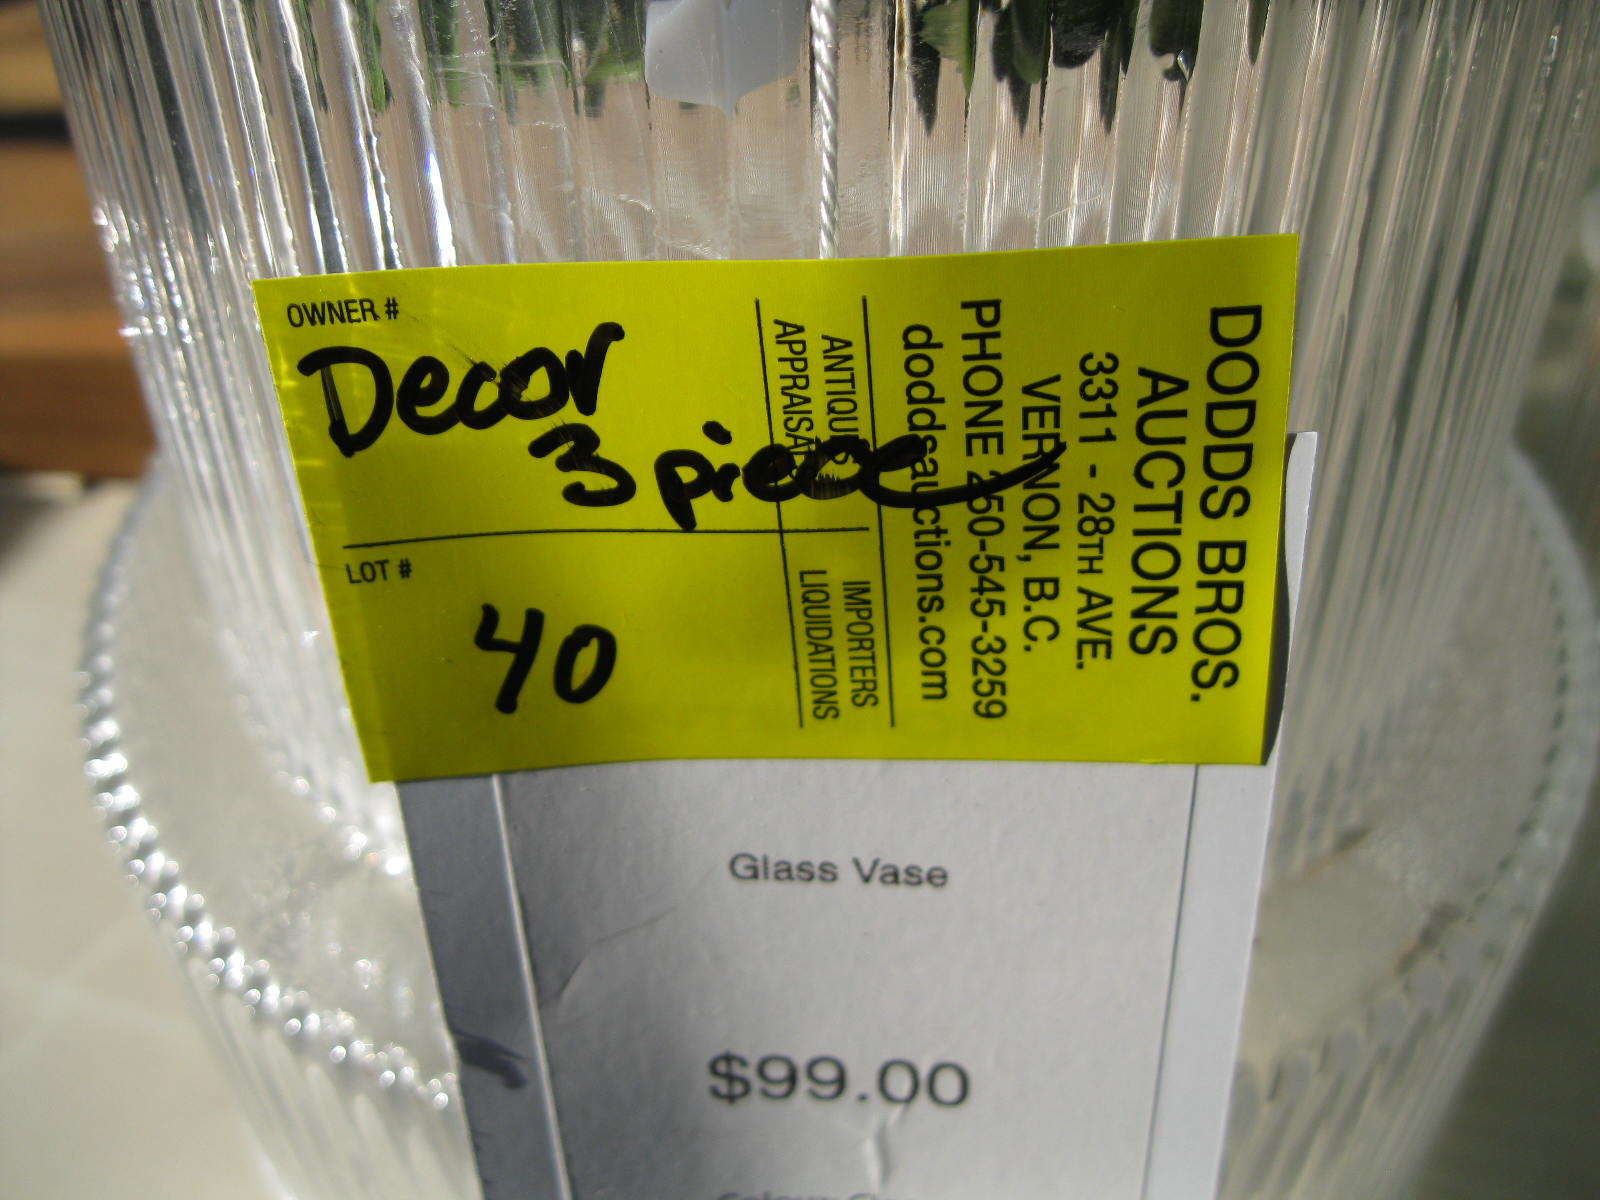 OWNER #
Decor
3 piece
LOT #
40
DODDS BROS.
AUCTIONS
3311 - 28TH AVE.
VERNON, B.C.
PHONE 250-545-3259
doddsauctions.com
ANTIQUES IMPORTERS
APPRAISALS LIQUIDATIONS
Glass Vase
$99.00